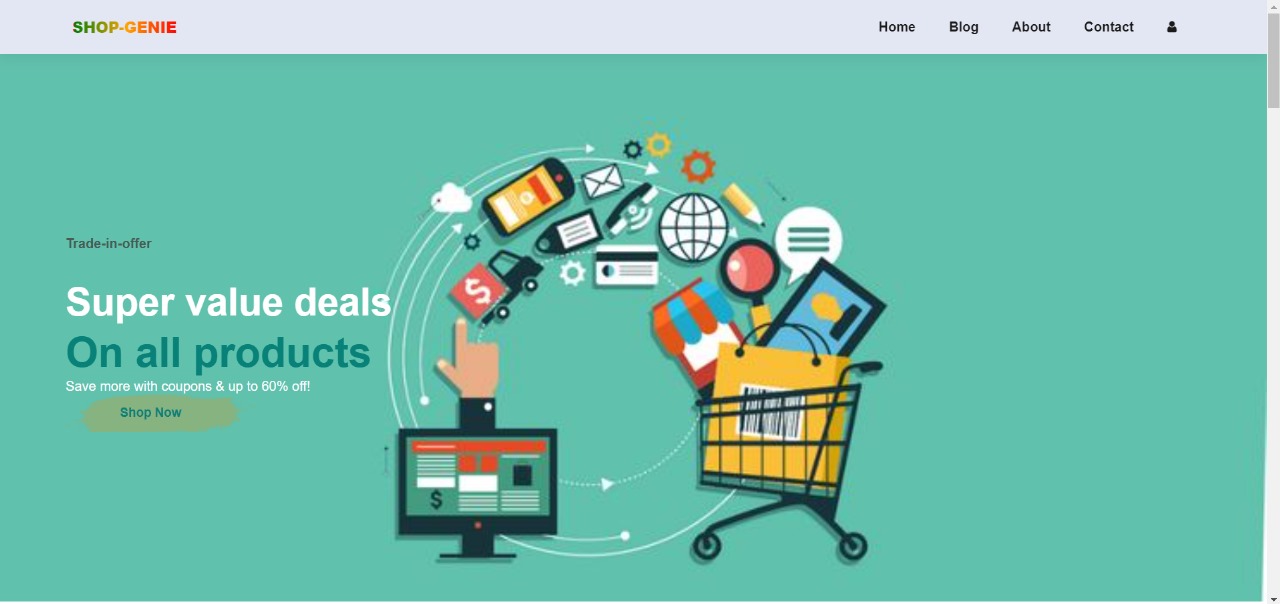 SHOP-GENIE
Home Blog About Contact
Trade-in-offer
Super value deals
On all products
Save more with coupons & up to 60% off!
Shop Now
$
$